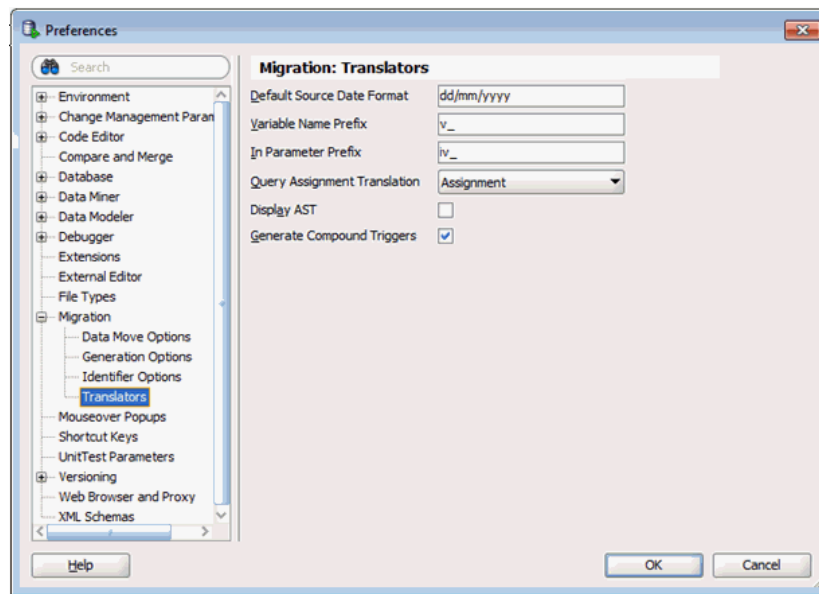 Preferences
Search
Environment
Change Management Param
Code Editor
Compare and Merge
Database
Data Miner
Data Modeler
Debugger
Extensions
External Editor
File Types
Migration
Data Move Options
Generation Options
Identifier Options
Translators
Mouseover Popups
Shortcut Keys
UnitTest Parameters
Versioning
Web Browser and Proxy
XML Schemas
Migration: Translators
Default Source Date Format dd/mm/yyyy
Variable Name Prefix v_
In Parameter Prefix iv_
Query Assignment Translation Assignment
Display AST
Generate Compound Triggers
Help OK Cancel